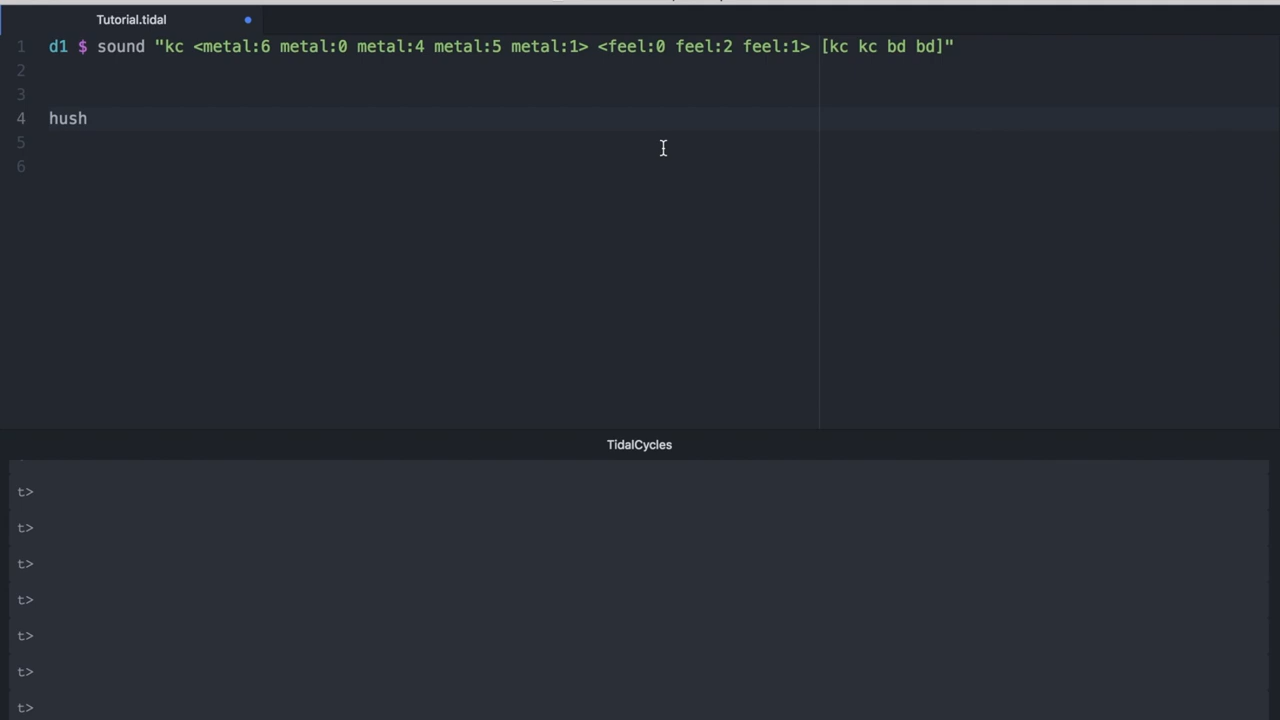 Tutorial.tidal
1 d1 $ sound "kc <metal:6 metal:0 metal:4 metal:5 metal:1> <feel:0 feel:2 feel:1> [kc kc bd bd]"
2
3
4 hush
5
6
TidalCycles
t>
t>
t>
t>
t>
t>
t>